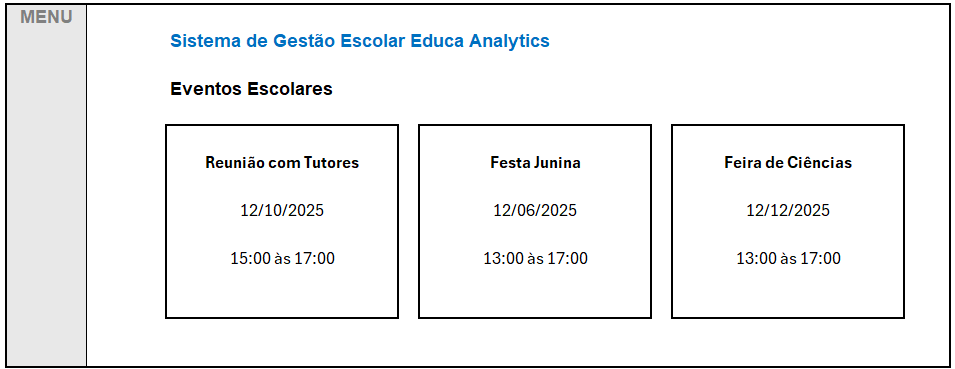 MENU
Sistema de Gestão Escolar Educa Analytics
Eventos Escolares
Reunião com Tutores
12/10/2025
15:00 às 17:00
Festa Junina
12/06/2025
13:00 às 17:00
Feira de Ciências
12/12/2025
13:00 às 17:00